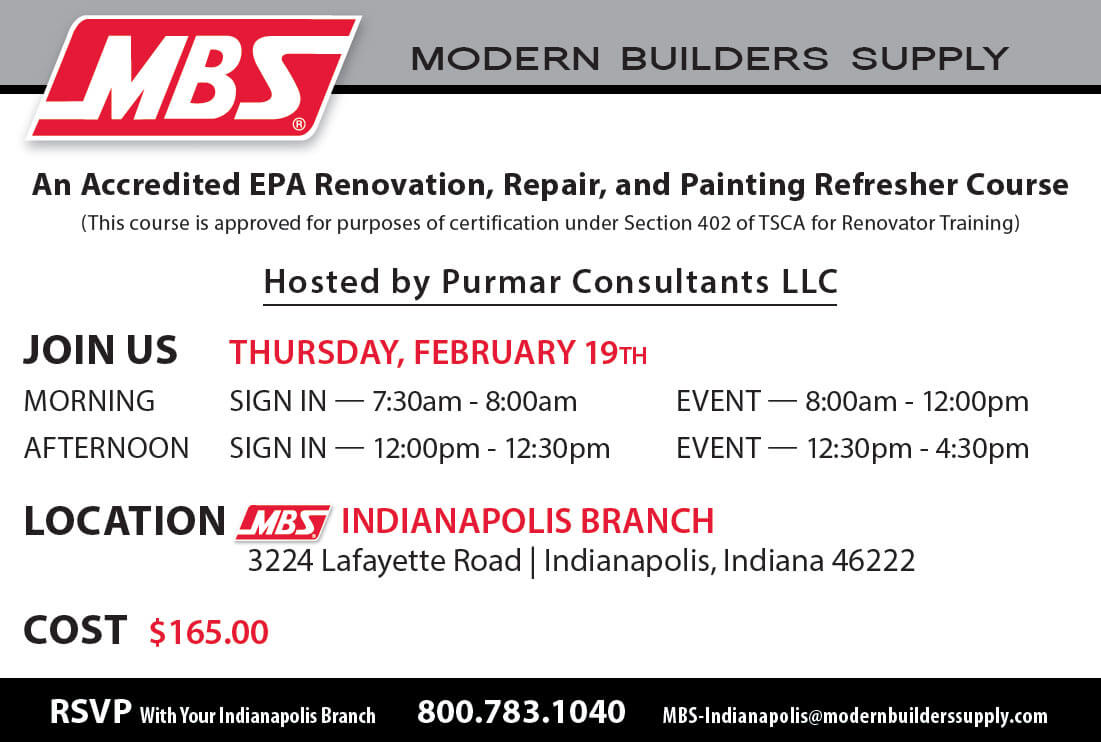 MBS®
MODERN BUILDERS SUPPLY
An Accredited EPA Renovation, Repair, and Painting Refresher Course
(This course is approved for purposes of certification under Section 402 of TSCA for Renovator Training)
Hosted by Purmar Consultants LLC
JOIN US THURSDAY, FEBRUARY 19TH
MORNING SIGN IN — 7:30am - 8:00am EVENT — 8:00am - 12:00pm
AFTERNOON SIGN IN — 12:00pm - 12:30pm EVENT — 12:30pm - 4:30pm
LOCATION MBS INDIANAPOLIS BRANCH
3224 Lafayette Road | Indianapolis, Indiana 46222
COST $165.00
RSVP With Your Indianapolis Branch 800.783.1040 MBS-Indianapolis@modernbuilderssupply.com